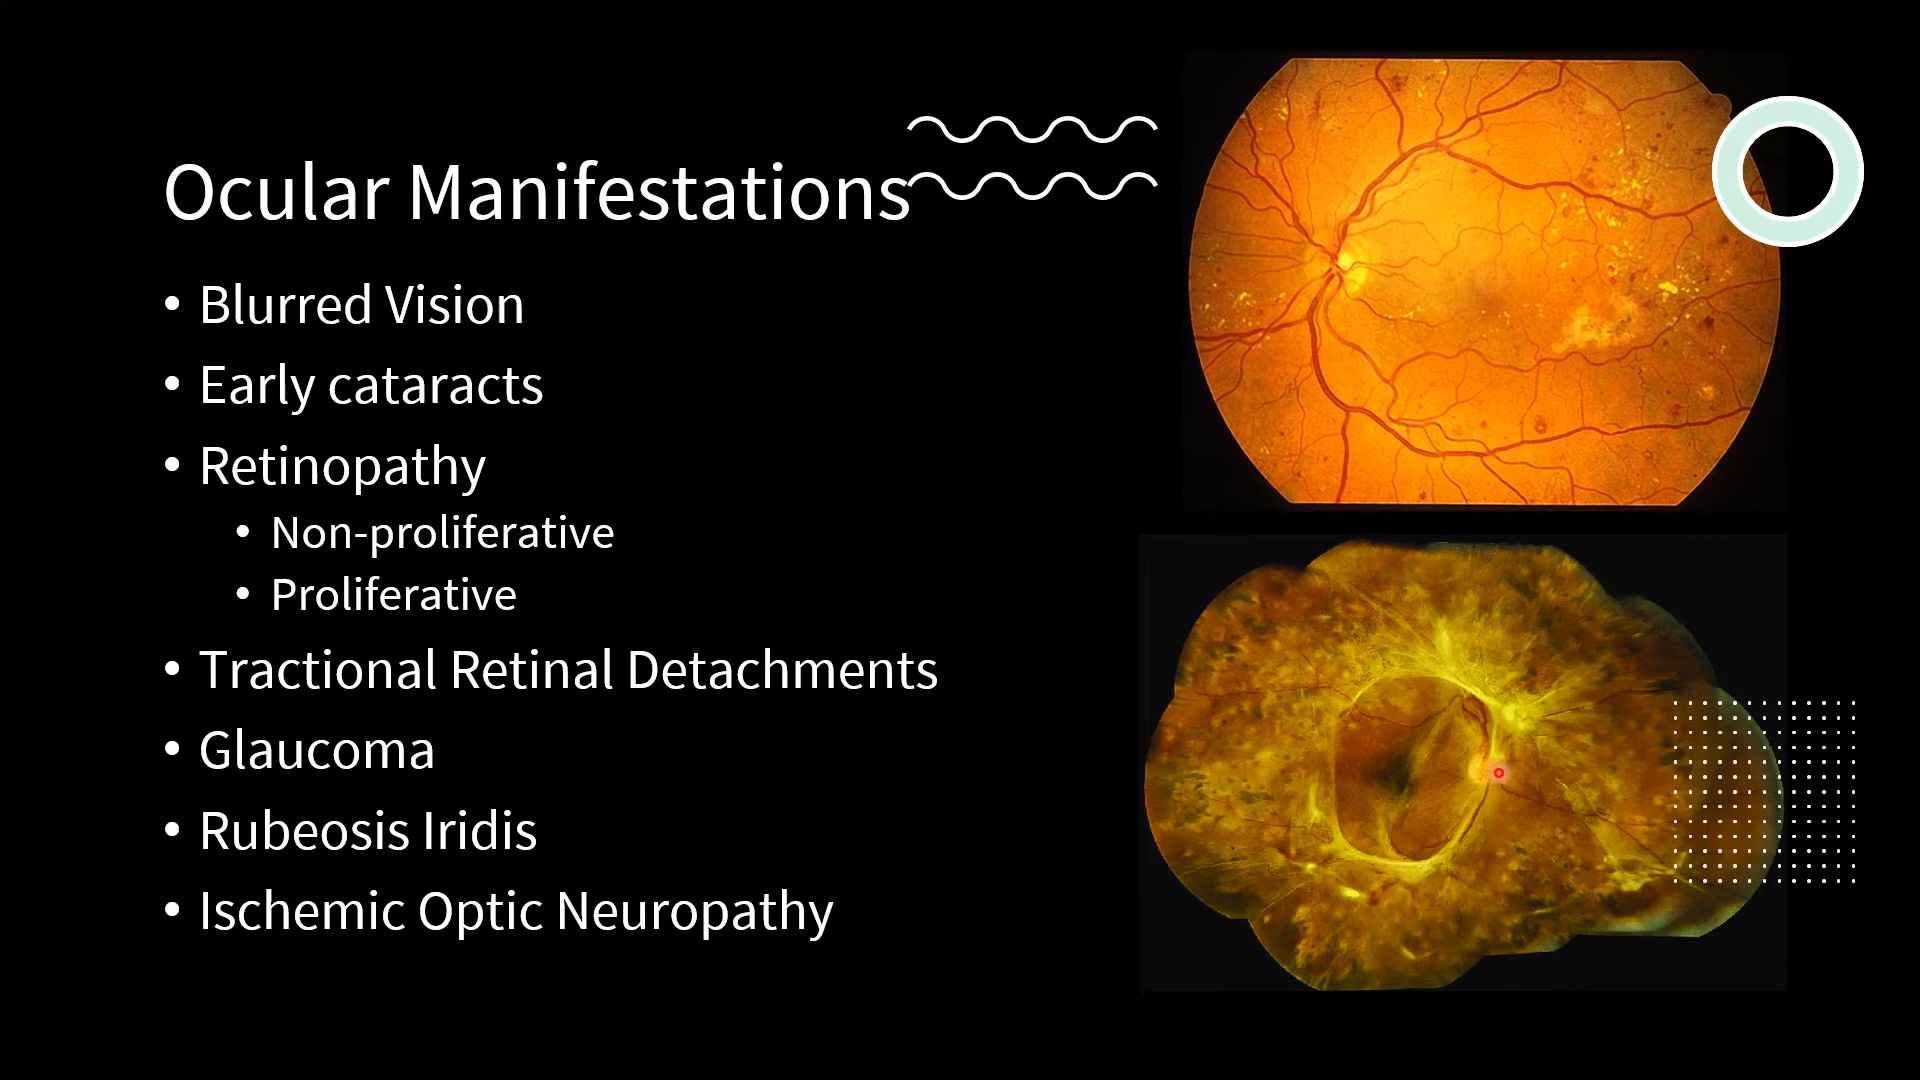 Ocular Manifestations
• Blurred Vision
• Early cataracts
• Retinopathy
• Non-proliferative
• Proliferative
• Tractional Retinal Detachments
• Glaucoma
• Rubeosis Iridis
• Ischemic Optic Neuropathy